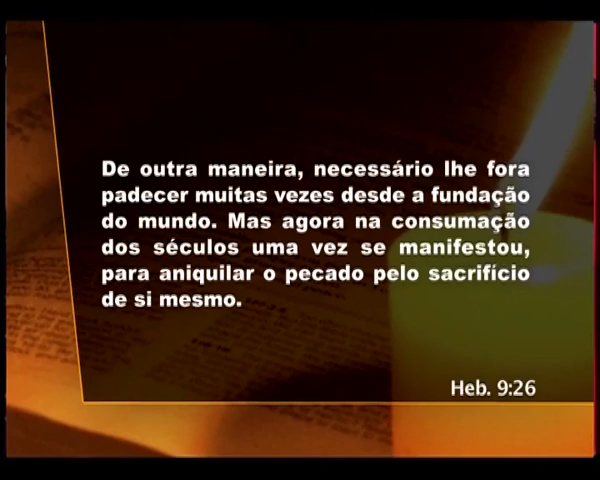 De outra maneira, necessário lhe fora
padecer muitas vezes desde a fundação
do mundo. Mas agora na consumação
dos séculos uma vez se manifestou,
para aniquilar o pecado pelo sacrifício
de si mesmo.
Heb. 9:26